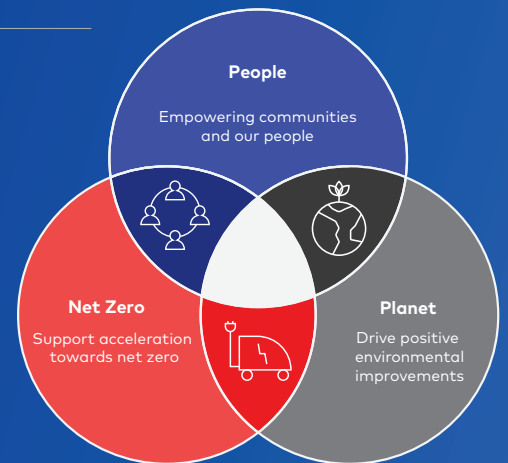 People
Empowering communities
and our people
Net Zero
Support acceleration
towards net zero
Planet
Drive positive
environmental
improvements